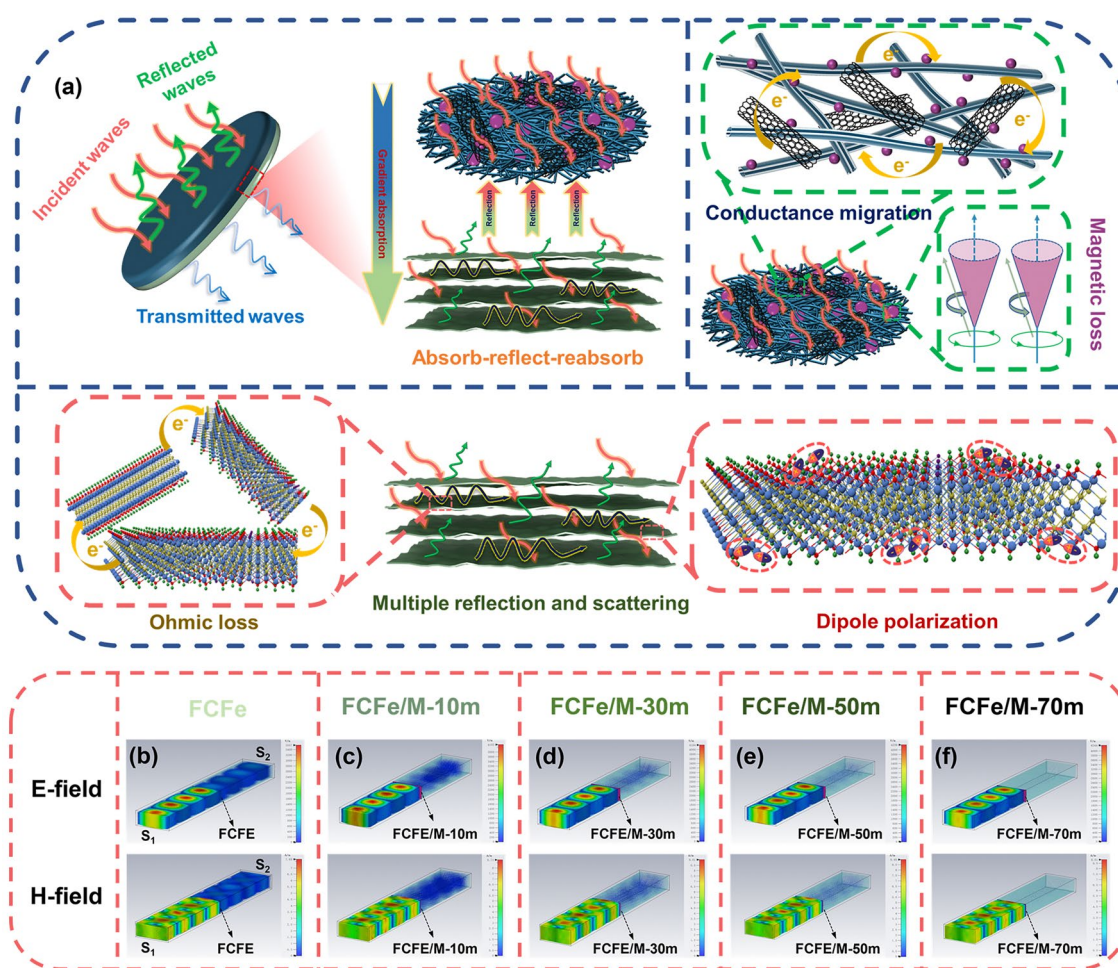 (a)
Reflected
waves
Incident waves
Transmitted waves
Gradient absorption
Reflection
Reflection
Reflection
Absorb-reflect-reabsorb
e-
e-
e-
e-
Conductance migration
Magnetic loss
e-
e-
e-
Ohmic loss
Multiple reflection and scattering
Dipole polarization
FCFe
FCFe/M-10m
FCFe/M-30m
FCFe/M-50m
FCFe/M-70m
E-field
(b)
S2
S1
FCFE
(c)
FCFE/M-10m
(d)
FCFE/M-30m
(e)
FCFE/M-50m
(f)
FCFE/M-70m
H-field
S2
S1
FCFE
FCFE/M-10m
FCFE/M-30m
FCFE/M-50m
FCFE/M-70m